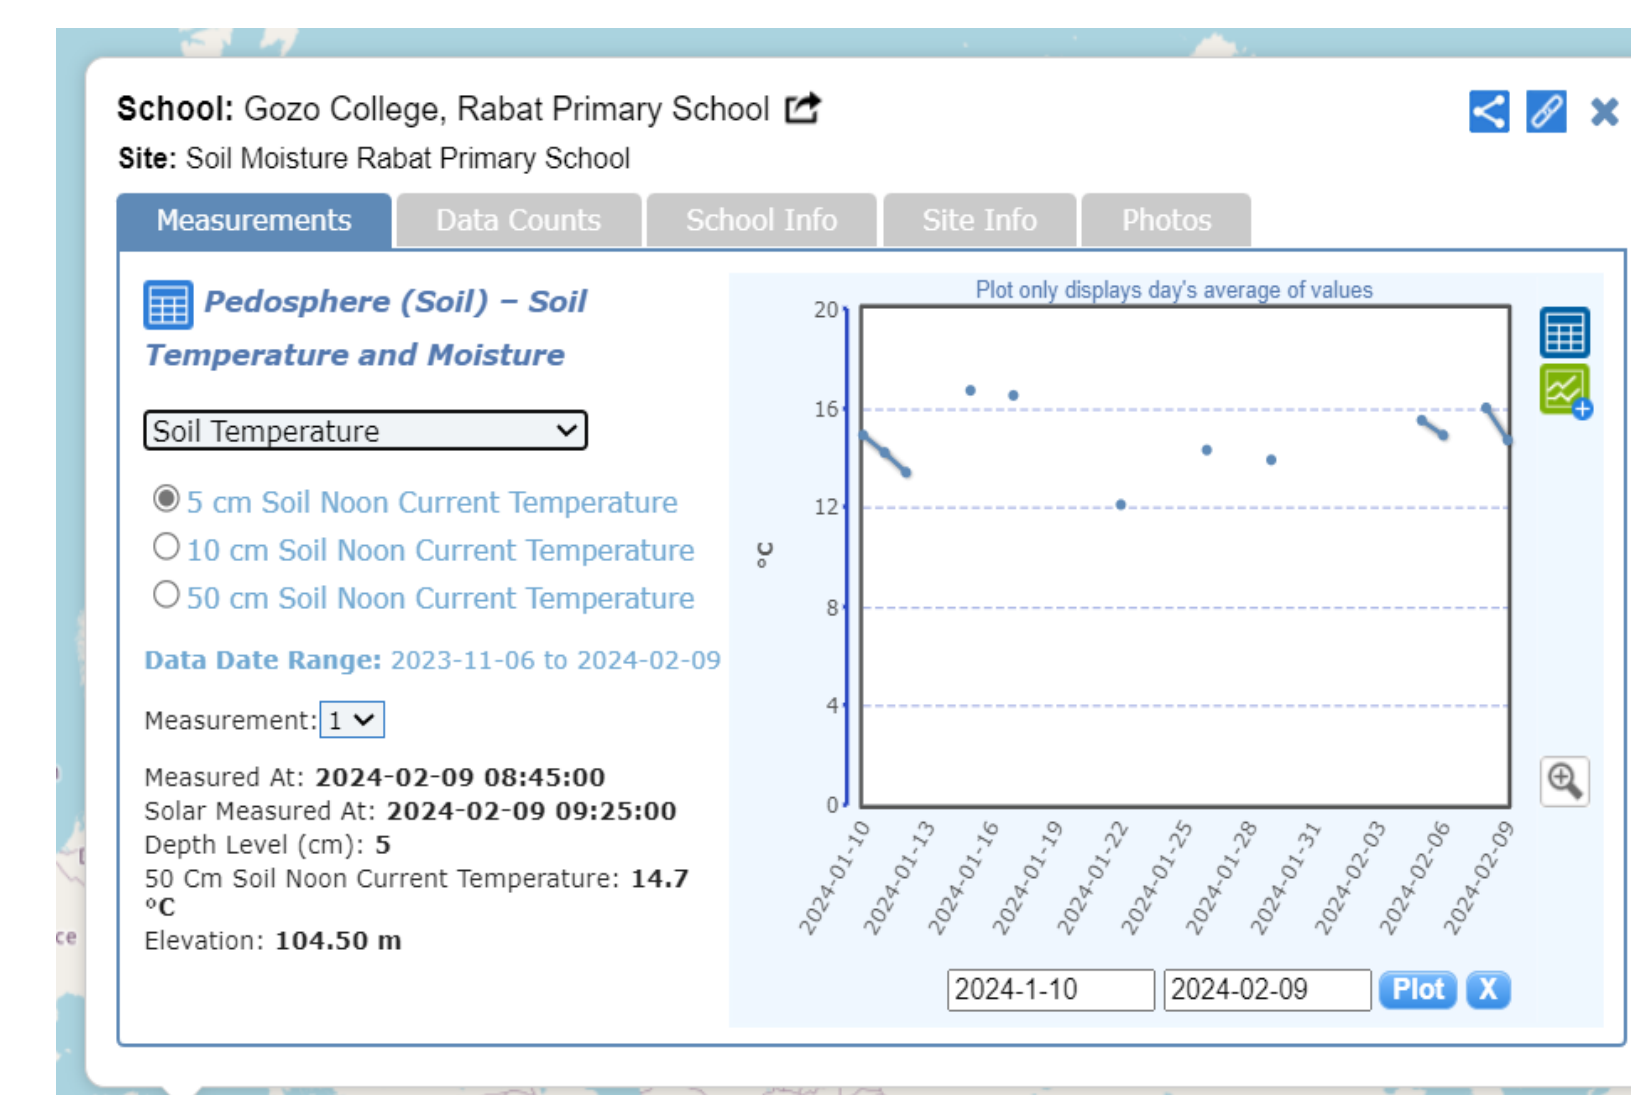 School: Gozo College, Rabat Primary School
Site: Soil Moisture Rabat Primary School
Measurements
Data Counts
School Info
Site Info
Photos
Pedosphere (Soil) – Soil
Temperature and Moisture
Soil Temperature
5 cm Soil Noon Current Temperature
10 cm Soil Noon Current Temperature
50 cm Soil Noon Current Temperature
Data Date Range: 2023-11-06 to 2024-02-09
Measurement: 1
Measured At: 2024-02-09 08:45:00
Solar Measured At: 2024-02-09 09:25:00
Depth Level (cm): 5
50 Cm Soil Noon Current Temperature: 14.7
°C
Elevation: 104.50 m
Plot only displays day's average of values
20
16
12
8
4
0
°C
2024-01-10
2024-01-13
2024-01-16
2024-01-19
2024-01-22
2024-01-25
2024-01-28
2024-01-31
2024-02-03
2024-02-06
2024-02-09
2024-1-10
2024-02-09
Plot
X
ce